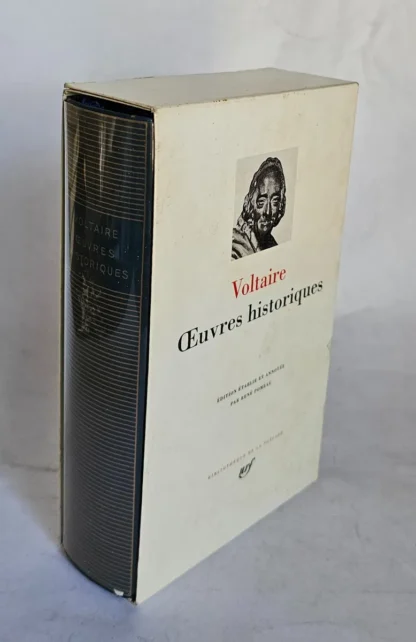 VOLTAIRE
ŒUVRES
HISTORIQUES
Voltaire
Œuvres historiques
ÉDITION ÉTABLIE ET ANNOTÉE
PAR RENÉ POMEAU
BIBLIOTHÈQUE DE LA PLÉIADE
nrf